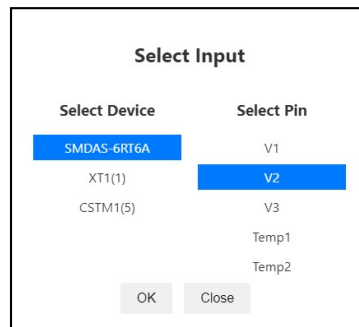 Select Input
Select Device
Select Pin
SMDAS-6RT6A
V1
XT1(1)
V2
CSTM1(5)
V3
Temp1
Temp2
OK
Close